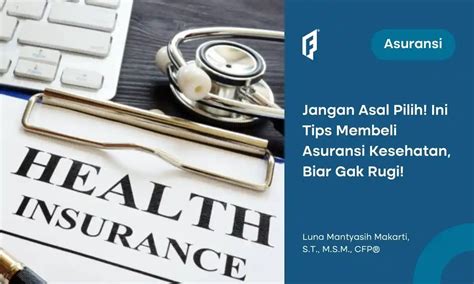 HEALTH
INSURANCE
Asuransi
Jangan Asal Pilih! Ini
Tips Membeli
Asuransi Kesehatan,
Biar Gak Rugi!
Luna Mantyasih Makarti,
S.T., M.S.M., CFP®